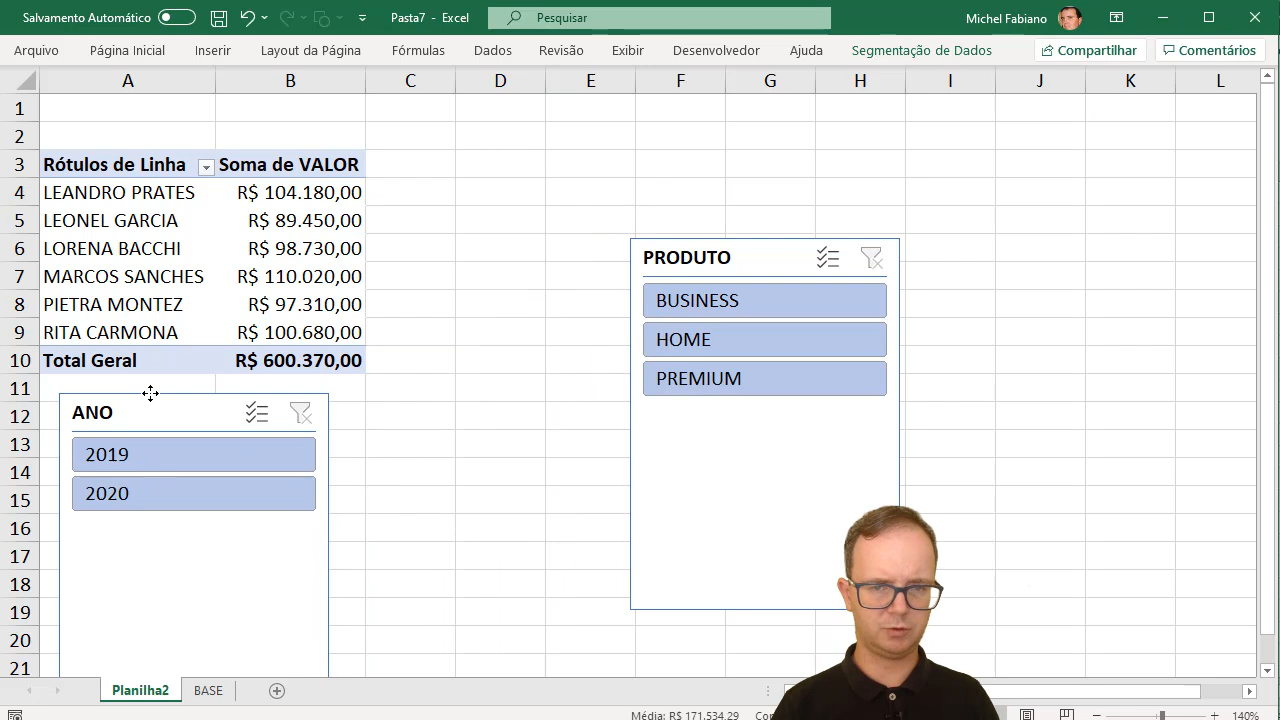 Salvamento Automático
Pasta7 - Excel
Pesquisar
Michel Fabiano
Arquivo Página Inicial Inserir Layout da Página Fórmulas Dados Revisão Exibir Desenvolvedor Ajuda Segmentação de Dados Compartilhar Comentários
A B C D E F G H I J K L
1
2
3 Rótulos de Linha Soma de VALOR
4 LEANDRO PRATES R$ 104.180,00
5 LEONEL GARCIA R$ 89.450,00
6 LORENA BACCHI R$ 98.730,00
7 MARCOS SANCHES R$ 110.020,00
8 PIETRA MONTEZ R$ 97.310,00
9 RITA CARMONA R$ 100.680,00
10 Total Geral R$ 600.370,00
11
12
13
14
15
16
17
18
19
20
21
ANO
2019
2020
PRODUTO
BUSINESS
HOME
PREMIUM
Planilha2 BASE
Média: R$ 171.534,29
140%